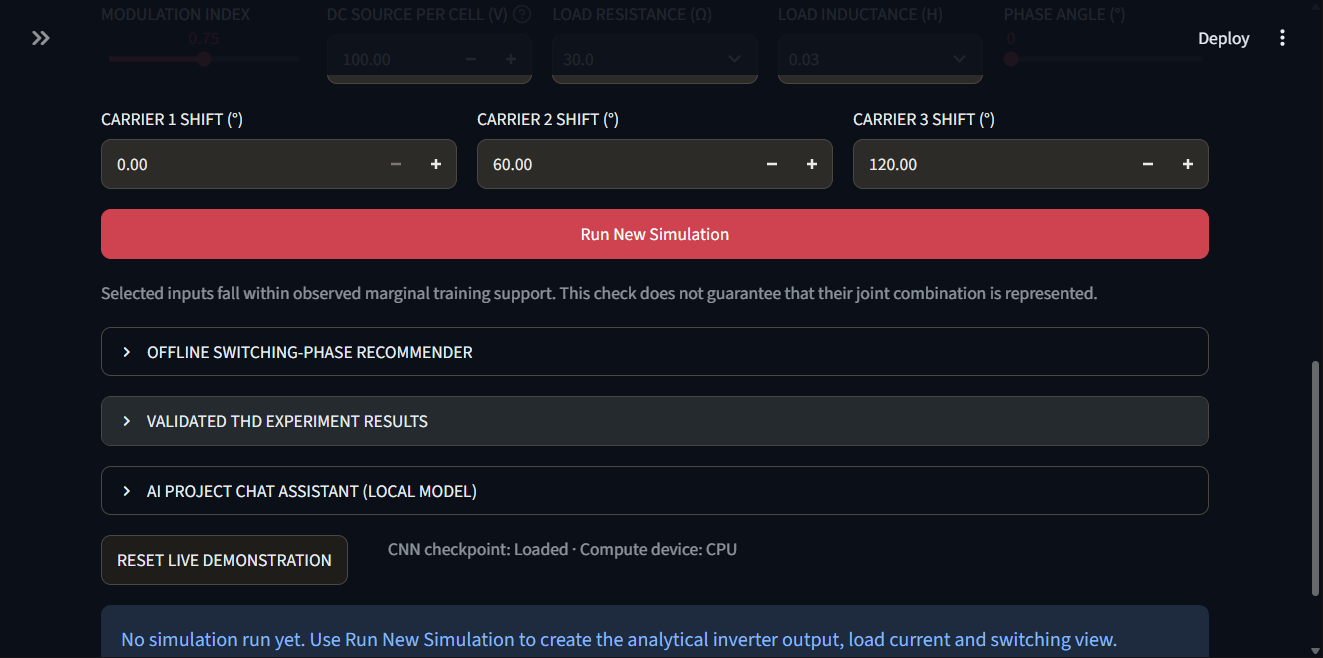 MODULATION INDEX
DC SOURCE PER CELL (V)
LOAD RESISTANCE (Ω)
LOAD INDUCTANCE (H)
PHASE ANGLE (°)
0.75
0
Deploy
100.00
30.0
0.03
CARRIER 1 SHIFT (°)
CARRIER 2 SHIFT (°)
CARRIER 3 SHIFT (°)
0.00
60.00
120.00
Run New Simulation
Selected inputs fall within observed marginal training support. This check does not guarantee that their joint combination is represented.
OFFLINE SWITCHING-PHASE RECOMMENDER
VALIDATED THD EXPERIMENT RESULTS
AI PROJECT CHAT ASSISTANT (LOCAL MODEL)
RESET LIVE DEMONSTRATION
CNN checkpoint: Loaded · Compute device: CPU
No simulation run yet. Use Run New Simulation to create the analytical inverter output, load current and switching view.